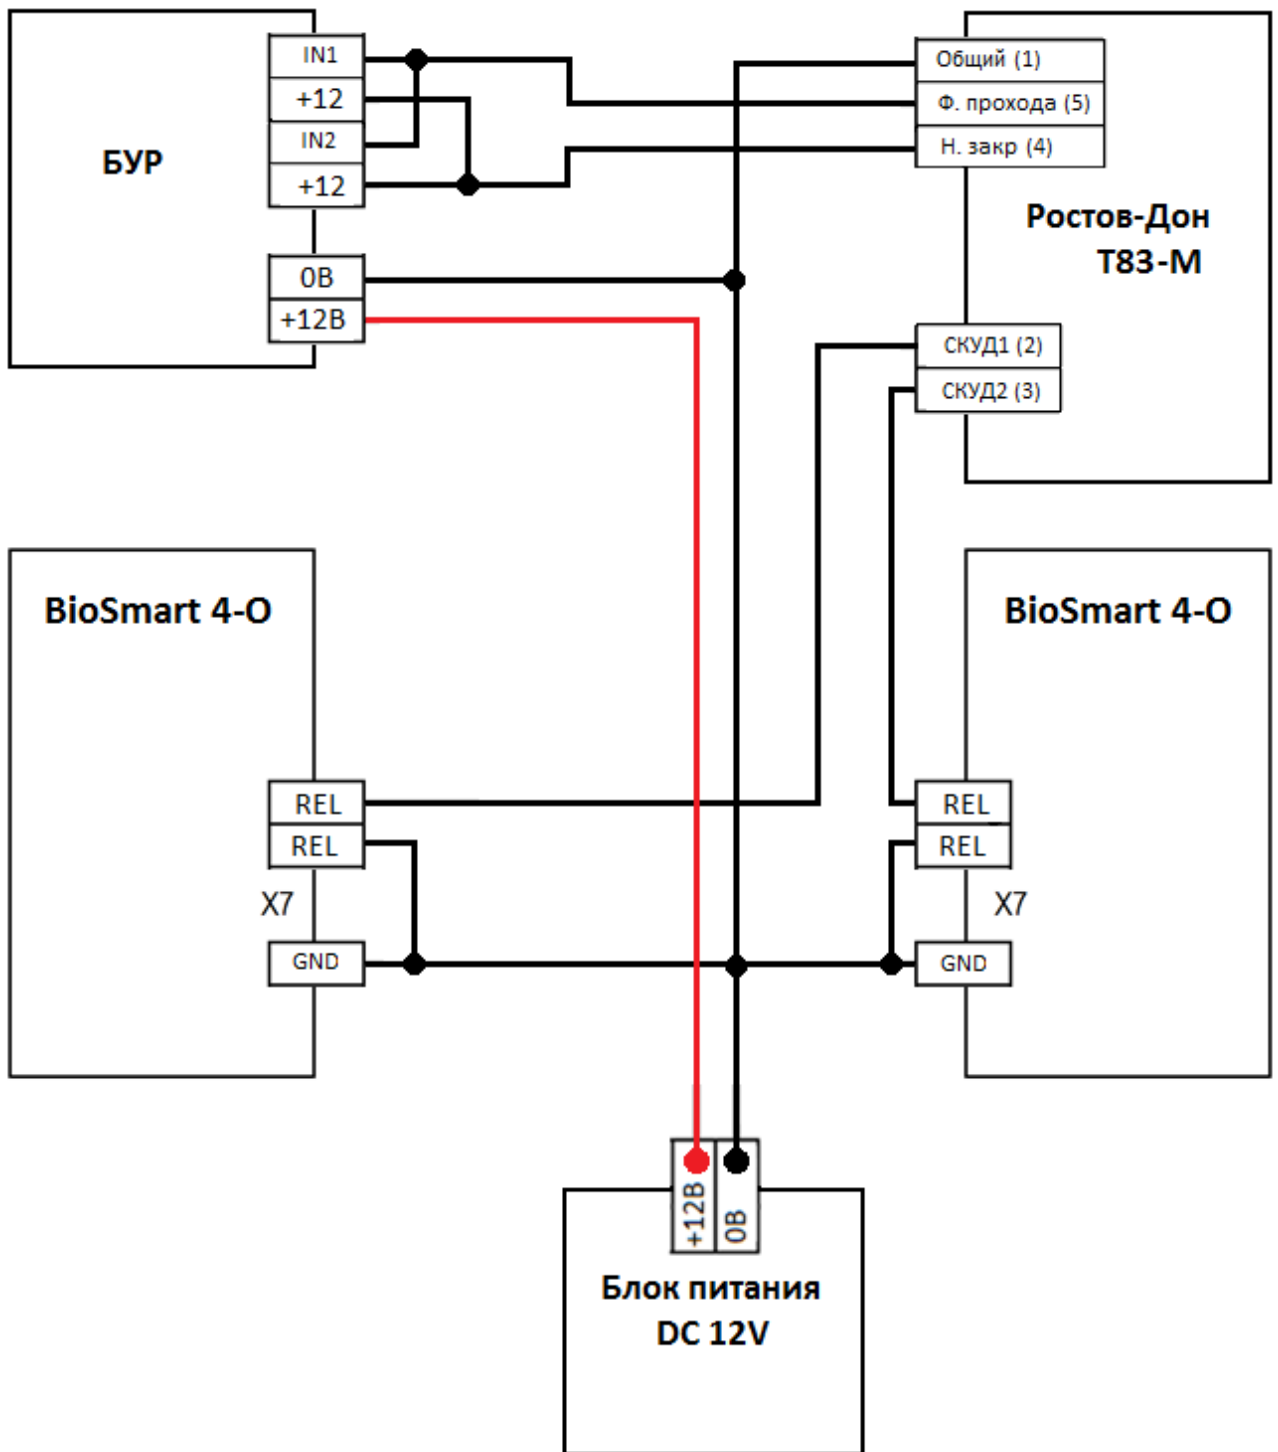 БУР
IN1
+12
IN2
+12
0В
+12В
Общий (1)
Ф. прохода (5)
Н. закр (4)
Ростов-Дон
Т83-М
СКУД1 (2)
СКУД2 (3)
BioSmart 4-O
REL
REL
X7
GND
BioSmart 4-O
REL
REL
X7
GND
+12В
0В
Блок питания
DC 12V